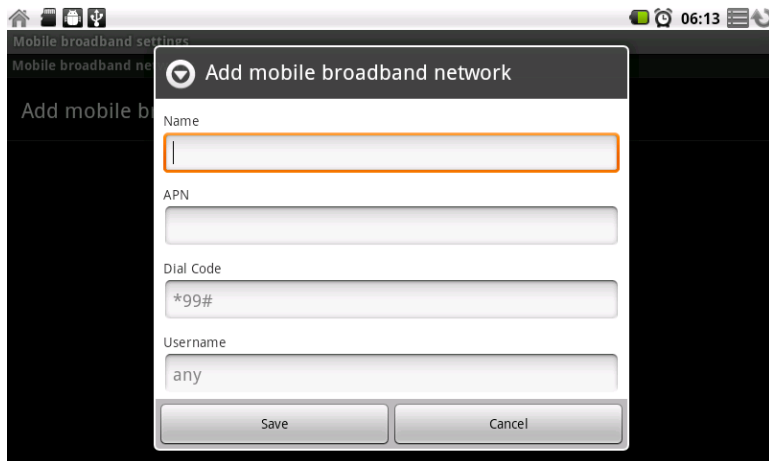 06:13
Mobile broadband settings
Mobile broadband ne
Add mobile broadband network
Add mobile b
Name
APN
Dial Code
*99#
Username
any
Save
Cancel